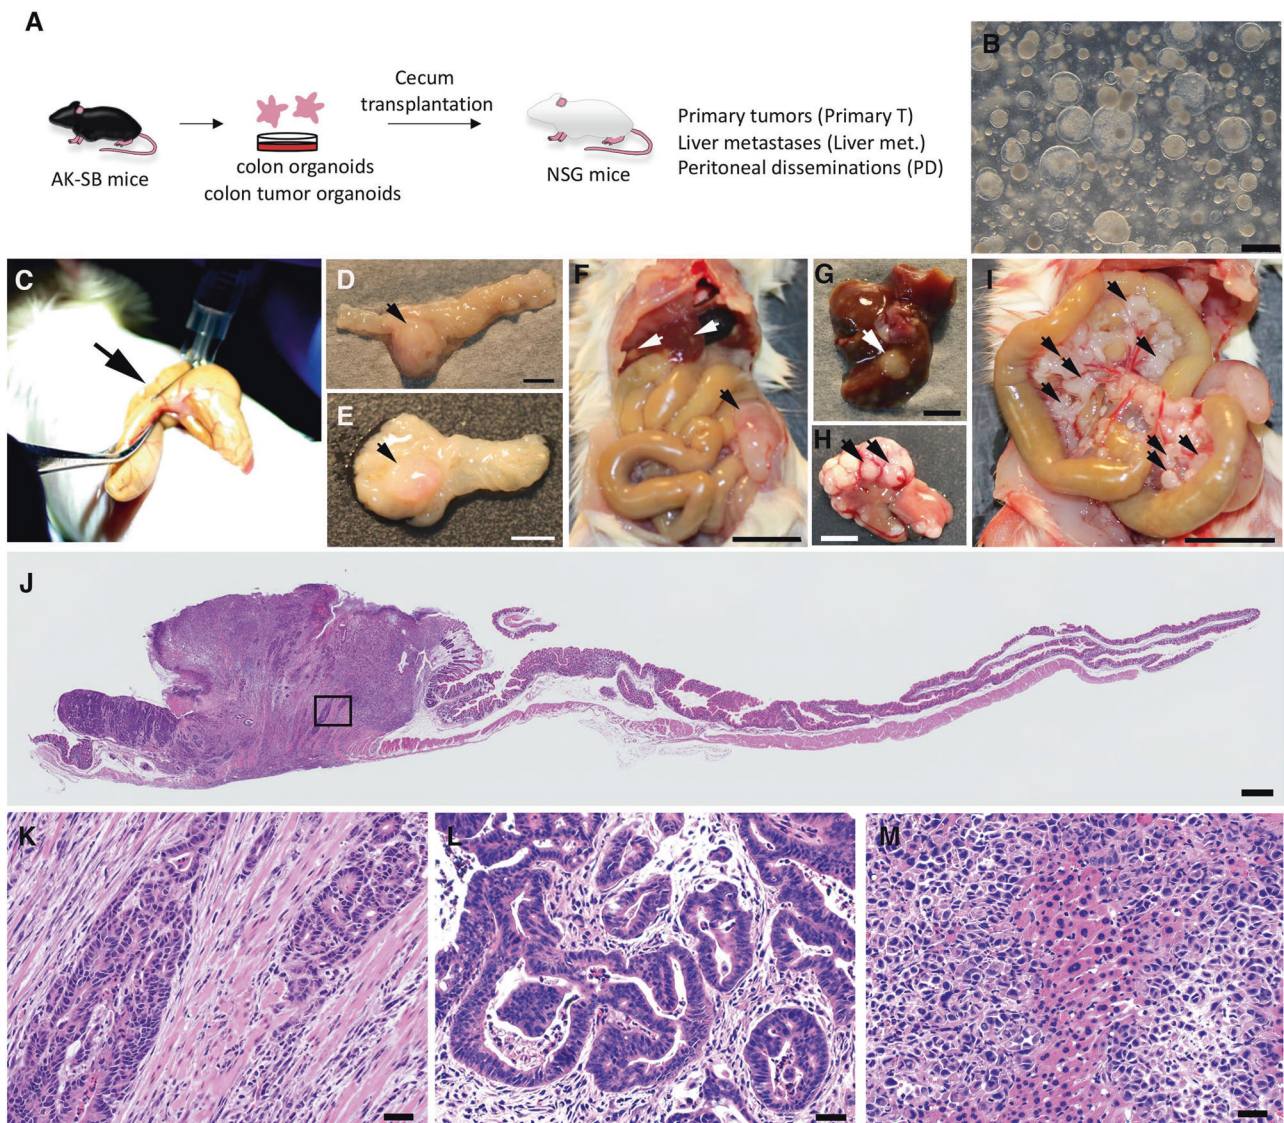 A
B
Cecum
transplantation
Primary tumors (Primary T)
Liver metastases (Liver met.)
Peritoneal disseminations (PD)
AK-SB mice
colon organoids
colon tumor organoids
NSG mice
C
D
E
F
G
H
I
J
K
L
M